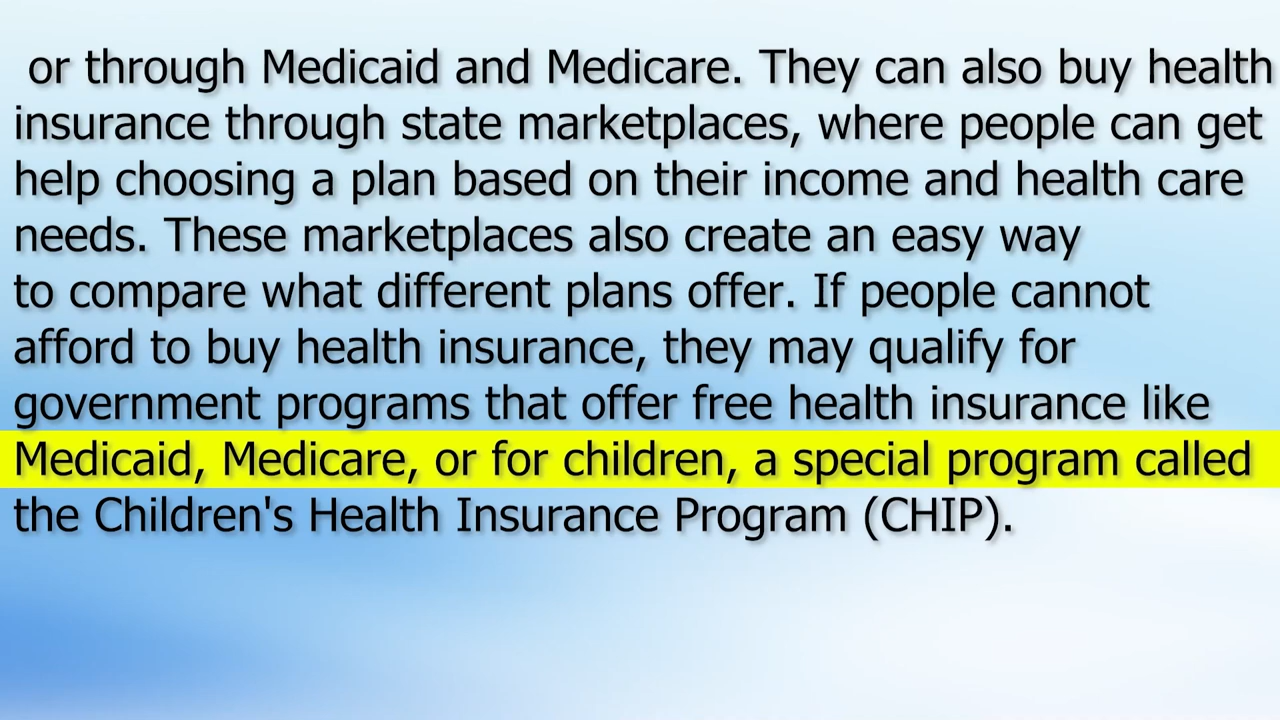 or through Medicaid and Medicare. They can also buy health
insurance through state marketplaces, where people can get
help choosing a plan based on their income and health care
needs. These marketplaces also create an easy way
to compare what different plans offer. If people cannot
afford to buy health insurance, they may qualify for
government programs that offer free health insurance like
Medicaid, Medicare, or for children, a special program called
the Children's Health Insurance Program (CHIP).